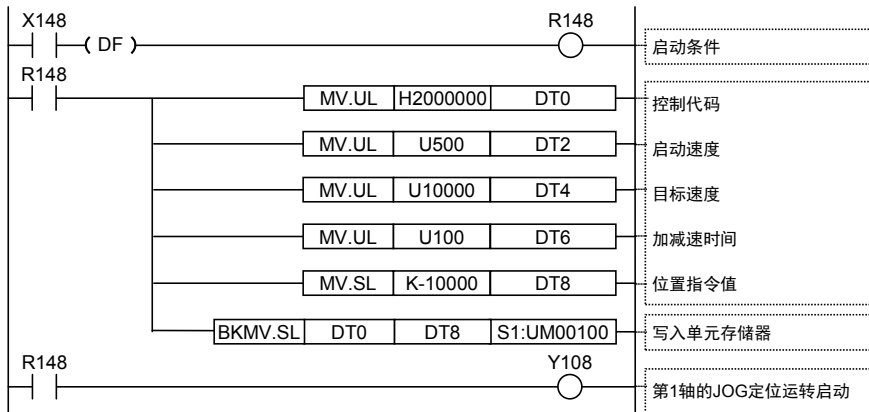 X148 R148
( DF ) 启动条件
R148
MV.UL H2000000 DT0 控制代码
MV.UL U500 DT2 启动速度
MV.UL U10000 DT4 目标速度
MV.UL U100 DT6 加减速时间
MV.SL K-10000 DT8 位置指令值
BKMV.SL DT0 DT8 S1:UM00100 写入单元存储器
R148 Y108
第1轴的JOG定位运转启动